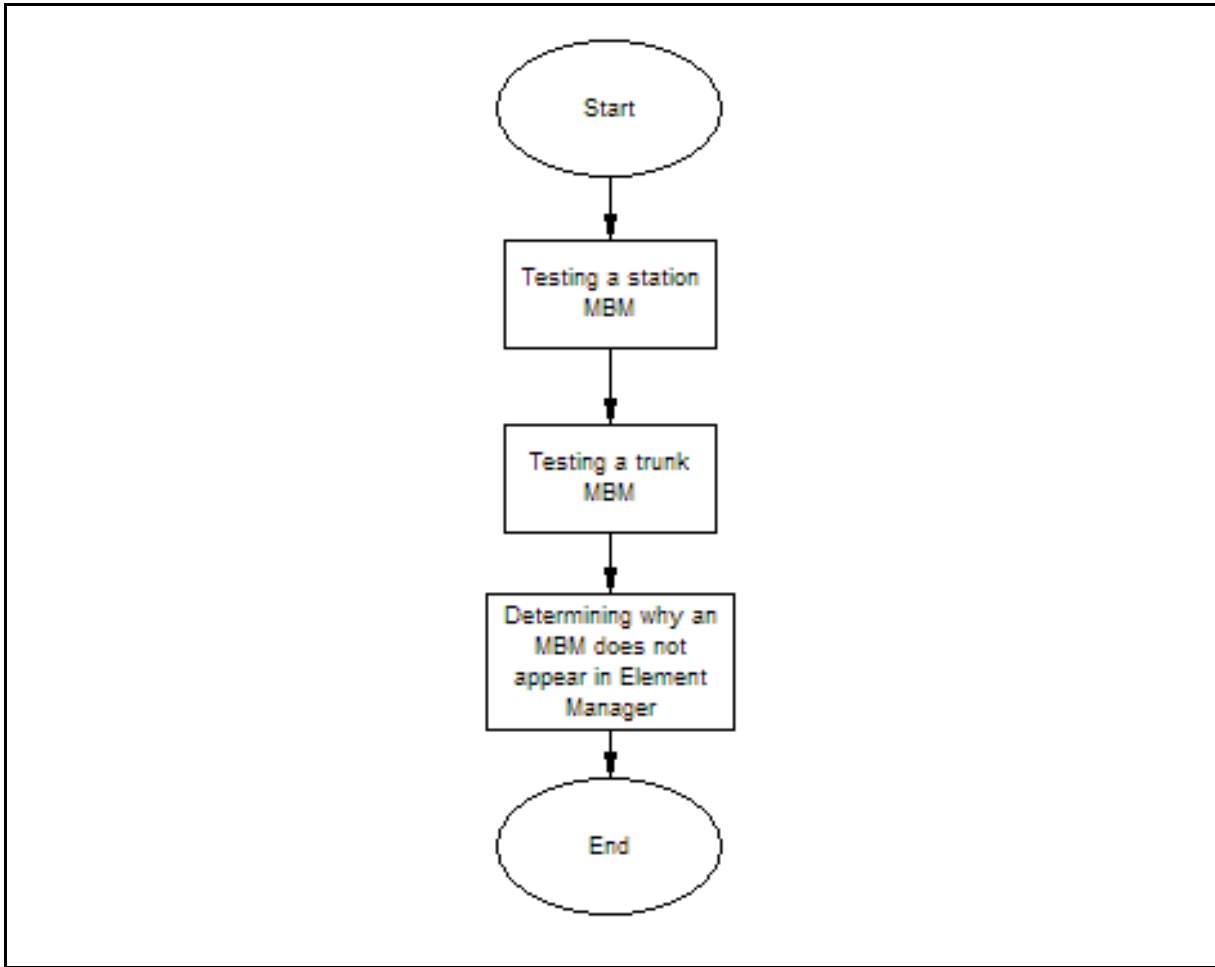 Start
Testing a station
MBM
Testing a trunk
MBM
Determining why an
MBM does not
appear in Element
Manager
End